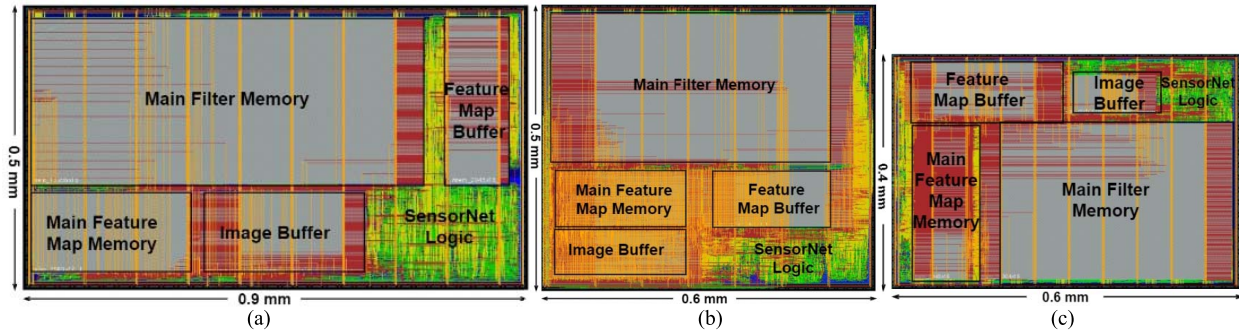 Main Filter Memory
Feature
Map
Buffer
Main Feature
Map Memory
Image Buffer
SensorNet
Logic
0.5 mm
0.9 mm
(a)
Main Filter Memory
Main Feature
Map Memory
Feature
Map Buffer
Image Buffer
SensorNet
Logic
0.5 mm
0.6 mm
(b)
Feature
Map Buffer
Image
Buffer
SensorNet
Logic
Main
Feature
Map
Memory
Main Filter
Memory
0.4 mm
0.6 mm
(c)